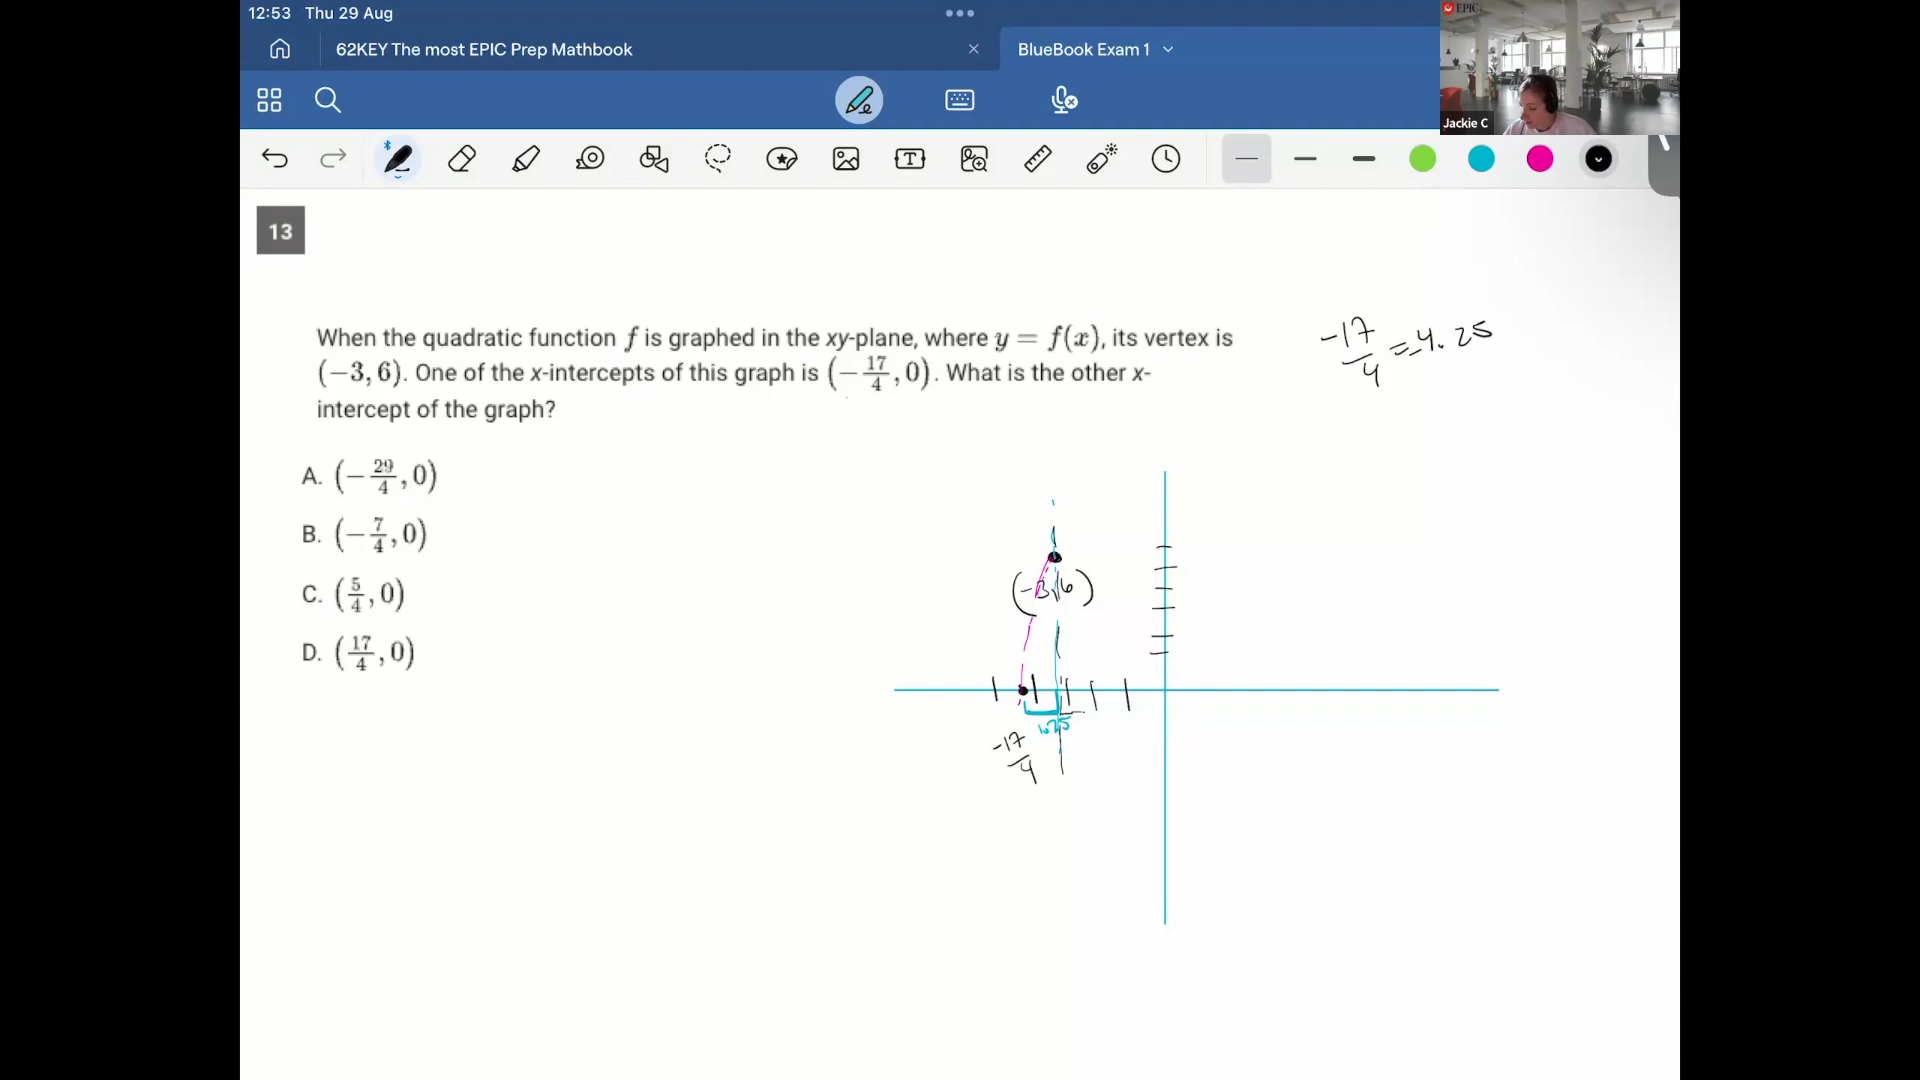 12:53 Thu 29 Aug
62KEY The most EPIC Prep Mathbook
BlueBook Exam 1
EPIC
Jackie C
13
When the quadratic function f is graphed in the xy-plane, where y = f(x), its vertex is
(−3, 6). One of the x-intercepts of this graph is (−17/4, 0). What is the other x-
intercept of the graph?
A. (−29/4, 0)
B. (−7/4, 0)
C. (5/4, 0)
D. (17/4, 0)
-17/4 = -4.25
(-3,6)
1.25
-17/4